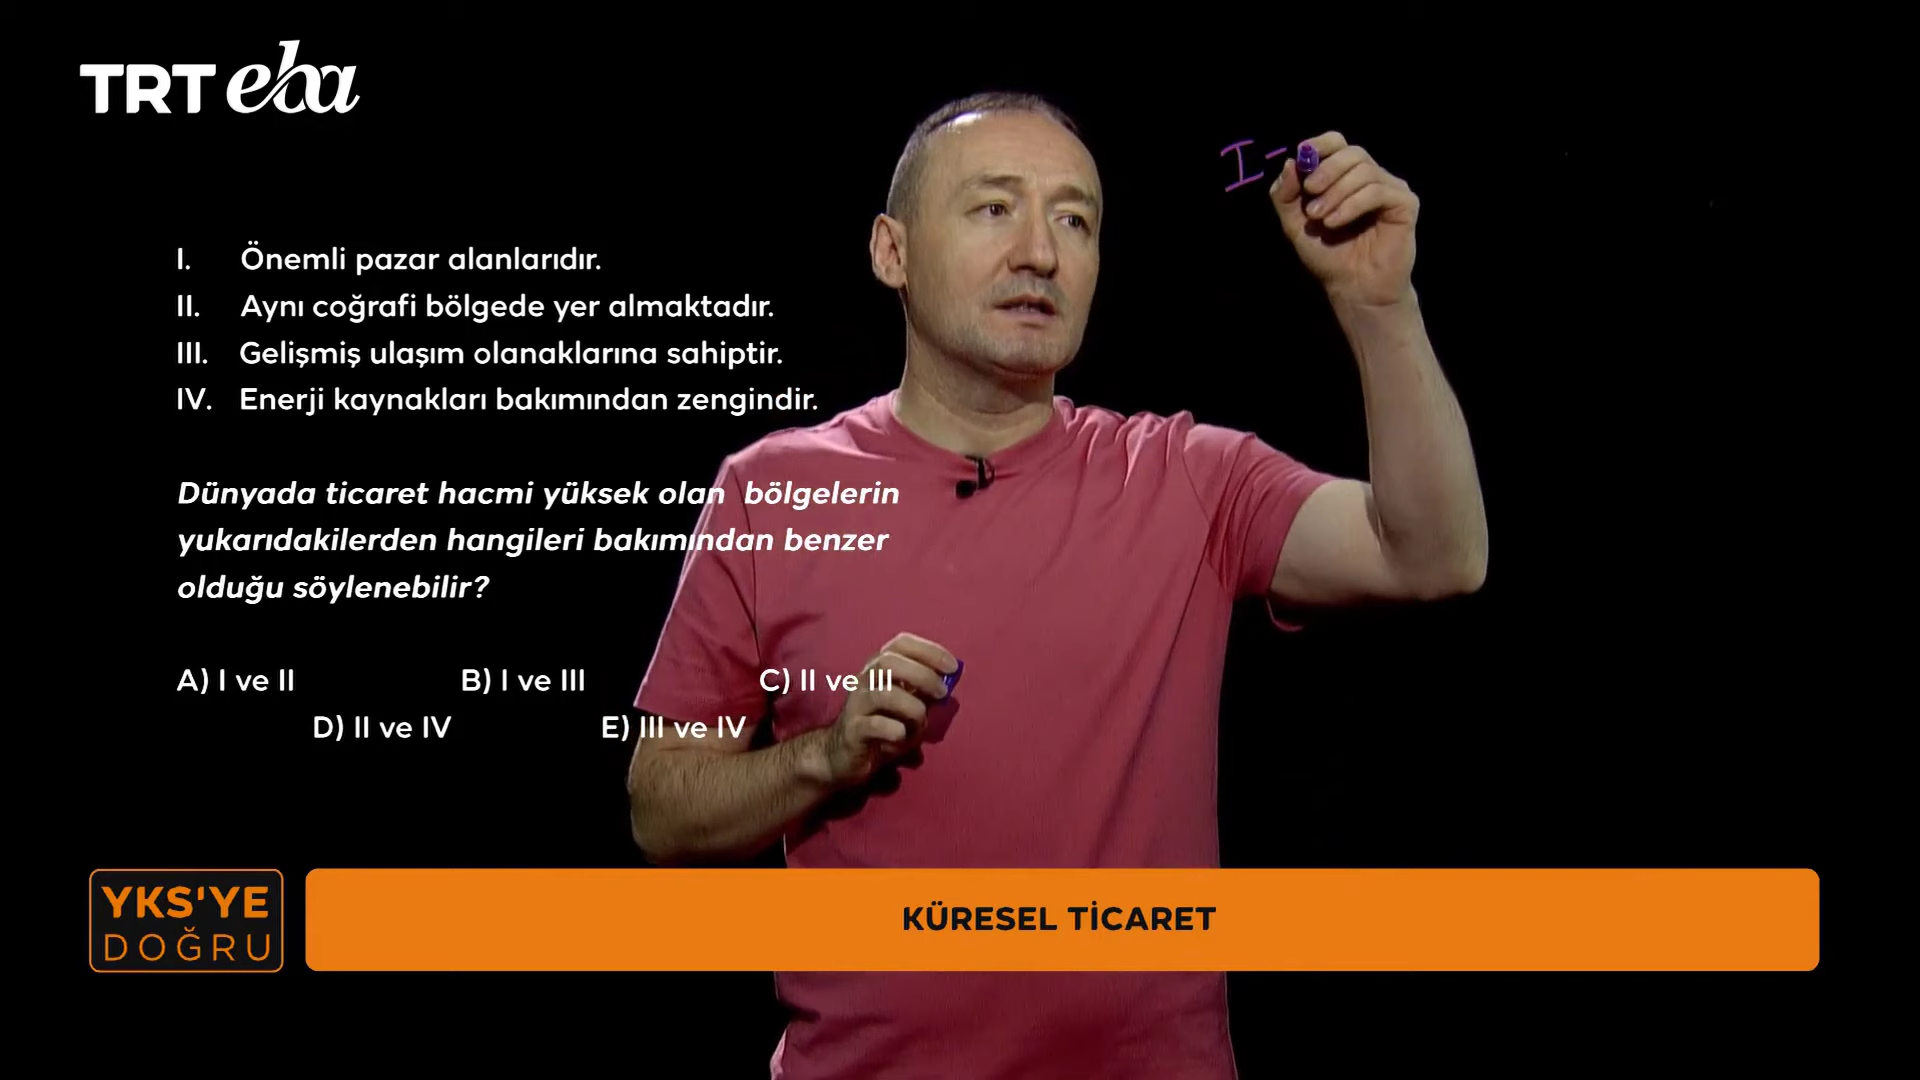 TRT eba
I-
I. Önemli pazar alanlarıdır.
II. Aynı coğrafi bölgede yer almaktadır.
III. Gelişmiş ulaşım olanaklarına sahiptir.
IV. Enerji kaynakları bakımından zengindir.
Dünyada ticaret hacmi yüksek olan bölgelerin
yukarıdakilerden hangileri bakımından benzer
olduğu söylenebilir?
A) I ve II B) I ve III C) II ve III
D) II ve IV E) III ve IV
YKS'YE
DOĞRU
KÜRESEL TİCARET